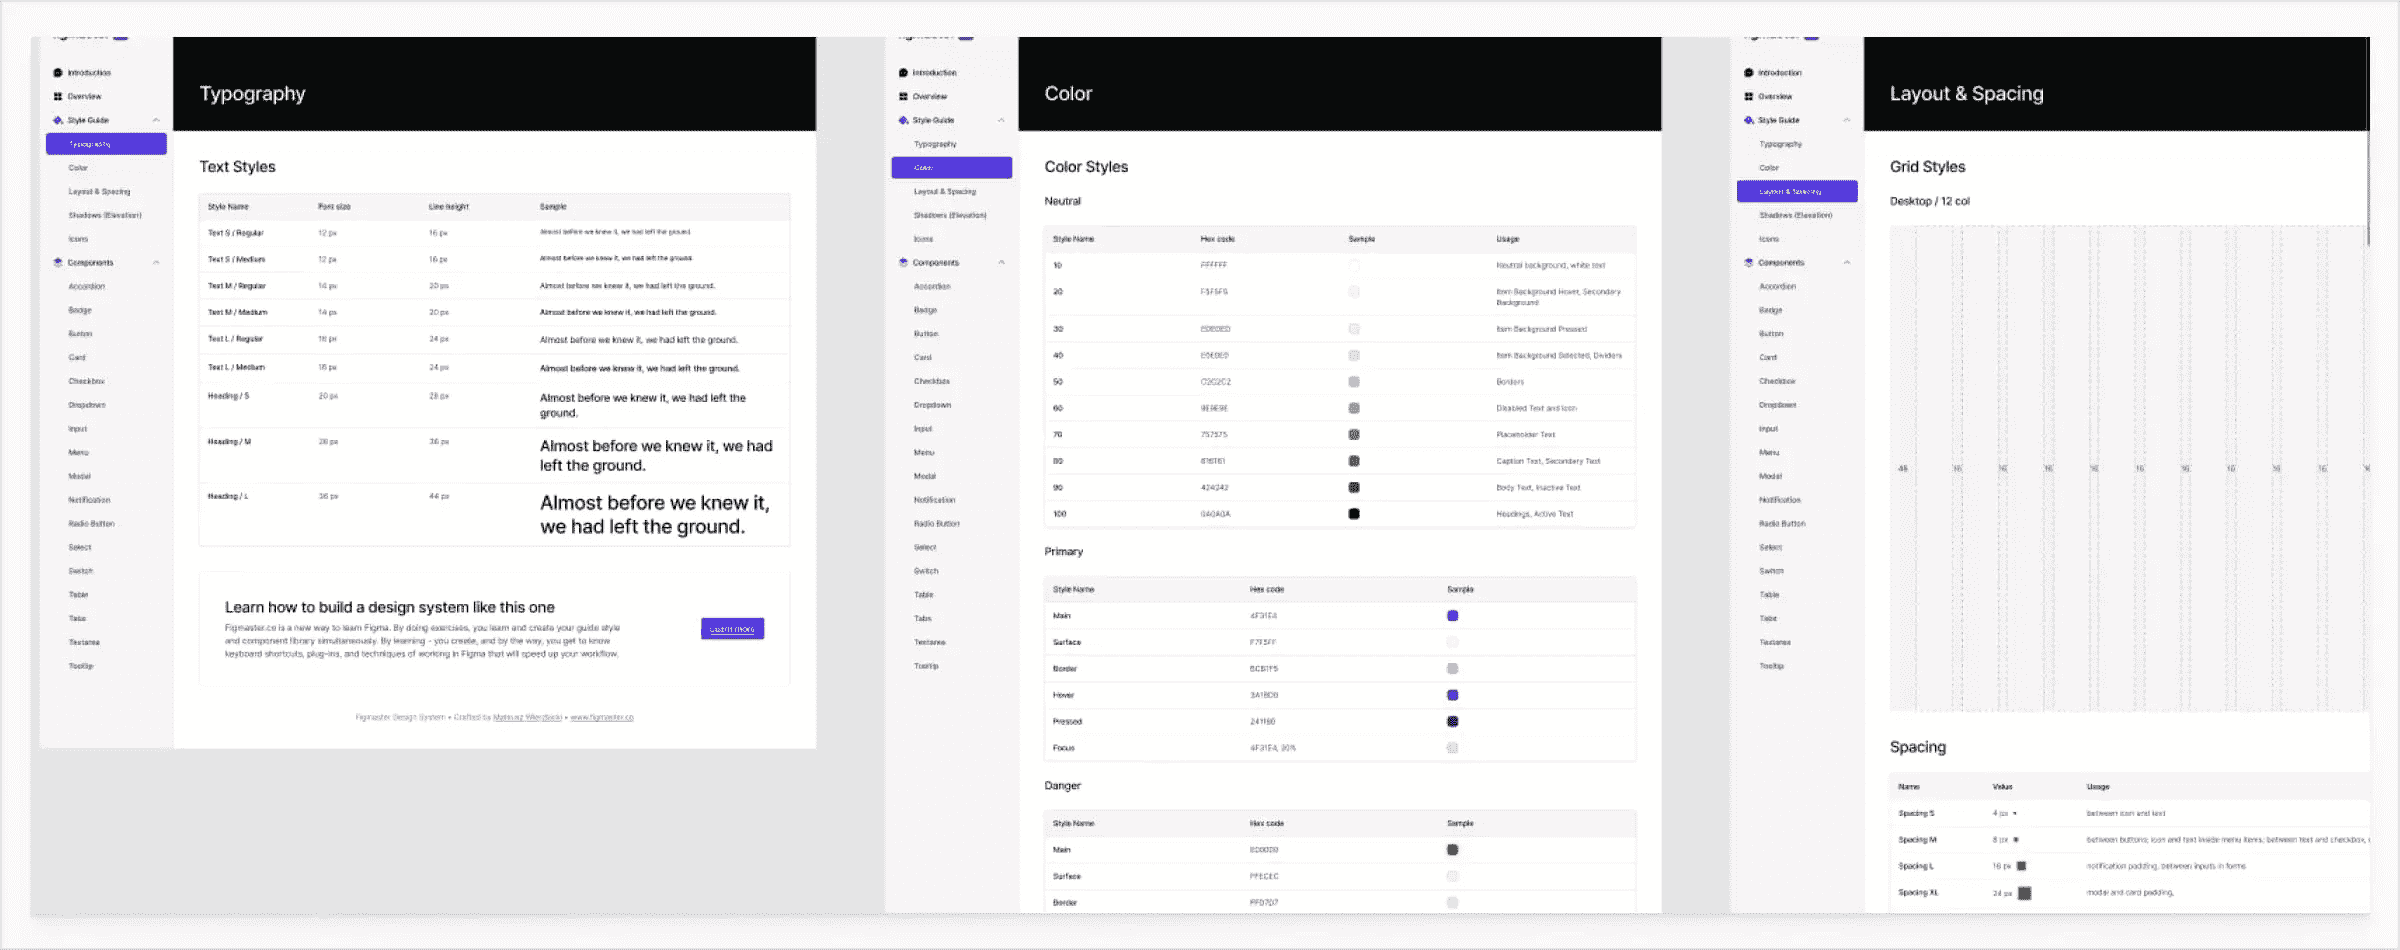 Introduction
Overview
Style Guide
Typography
Color
Layout & Spacing
Shadows (Elevation)
Icons
Components
Accordion
Badge
Button
Card
Checkbox
Dropdown
Input
Menu
Modal
Notification
Radio Button
Select
Switch
Table
Tabs
Textarea
Tooltip
Typography
Text Styles
Style Name Font size Line height Sample
Text S / Regular 12 px 16 px Almost before we knew it, we had left the ground.
Text S / Medium 12 px 16 px Almost before we knew it, we had left the ground.
Text M / Regular 14 px 20 px Almost before we knew it, we had left the ground.
Text M / Medium 14 px 20 px Almost before we knew it, we had left the ground.
Text L / Regular 16 px 24 px Almost before we knew it, we had left the ground.
Text L / Medium 16 px 24 px Almost before we knew it, we had left the ground.
Heading / S 20 px 28 px Almost before we knew it, we had the
ground.
Heading / M 28 px 36 px Almost before we knew it, we had
left the ground.
Heading / L 36 px 44 px Almost before we knew it,
we had left the ground.
Learn how to build a design system like this one
Figmaster.co is a new way to learn Figma. By doing exercises, you learn and create your guide style
and component library simultaneously. By learning - you create, and by the way, you get to know
keyboard shortcuts, plug-ins, and techniques of working in Figma that will speed up your workflow.
Learn more
Figmaster Design System • Crafted by Mateusz • www.figmaster.co
Introduction
Overview
Style Guide
Typography
Color
Layout & Spacing
Shadows (Elevation)
Icons
Components
Accordion
Badge
Button
Card
Checkbox
Dropdown
Input
Menu
Modal
Notification
Radio Button
Select
Switch
Table
Tabs
Textarea
Tooltip
Color
Color Styles
Neutral
Style Name Hex code Sample Usage
10 FFFFFF Neutral background, white text
20 F5F5F5 Item Background Hover, Secondary
Background
30 EDEDED Item Background Pressed
40 E0E0E0 Item Background Selected, Dividers
50 C2C2C2 Borders
60 9E9E9E Disabled Text and Icon
70 757575 Placeholder Text
80 616161 Caption Text, Secondary Text
90 424242 Body Text, Inactive Text
100 0A0A0A Headings, Active Text
Primary
Style Name Hex code Sample
Main 4F31E4
Surface F7F5FF
Border
Hover
Pressed
Focus 4F31E4, 30%
Danger
Style Name Hex code Sample
Main
Surface FFECEC
Border FFD7D7
Introduction
Overview
Style Guide
Typography
Color
Layout & Spacing
Shadows (Elevation)
Icons
Components
Accordion
Badge
Button
Card
Checkbox
Dropdown
Input
Menu
Modal
Notification
Radio Button
Select
Switch
Table
Tabs
Textarea
Tooltip
Layout & Spacing
Grid Styles
Desktop / 12 col
16 16 16 16 16 16 16 16 16
Spacing
Name Value Usage
Spacing S 4 px between icon and text
Spacing M 8 px between buttons; icon and text inside menu items; between text and checkbox,
Spacing L 16 px notification padding, between inputs in forms
Spacing XL 24 px modal and card padding,